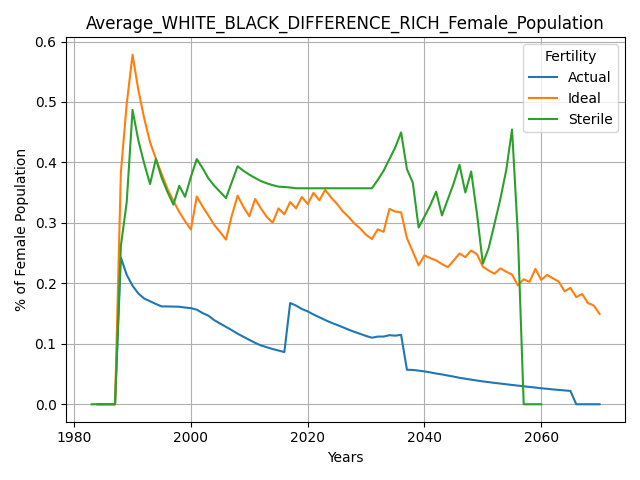 Average_WHITE_BLACK_DIFFERENCE_RICH_Female_Population
Fertility
Actual
Ideal
Sterile
% of Female Population
0.6
0.5
0.4
0.3
0.2
0.1
0.0
1980 2000 2020 2040 2060
Years